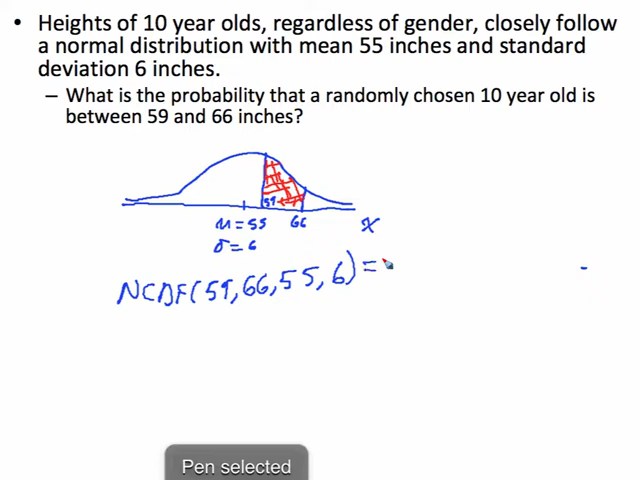 • Heights of 10 year olds, regardless of gender, closely follow
a normal distribution with mean 55 inches and standard
deviation 6 inches.
– What is the probability that a randomly chosen 10 year old is
between 59 and 66 inches?
59
μ = 55 66 X
σ = 6
NCDF(59, 66, 55, 6) =
Pen selected